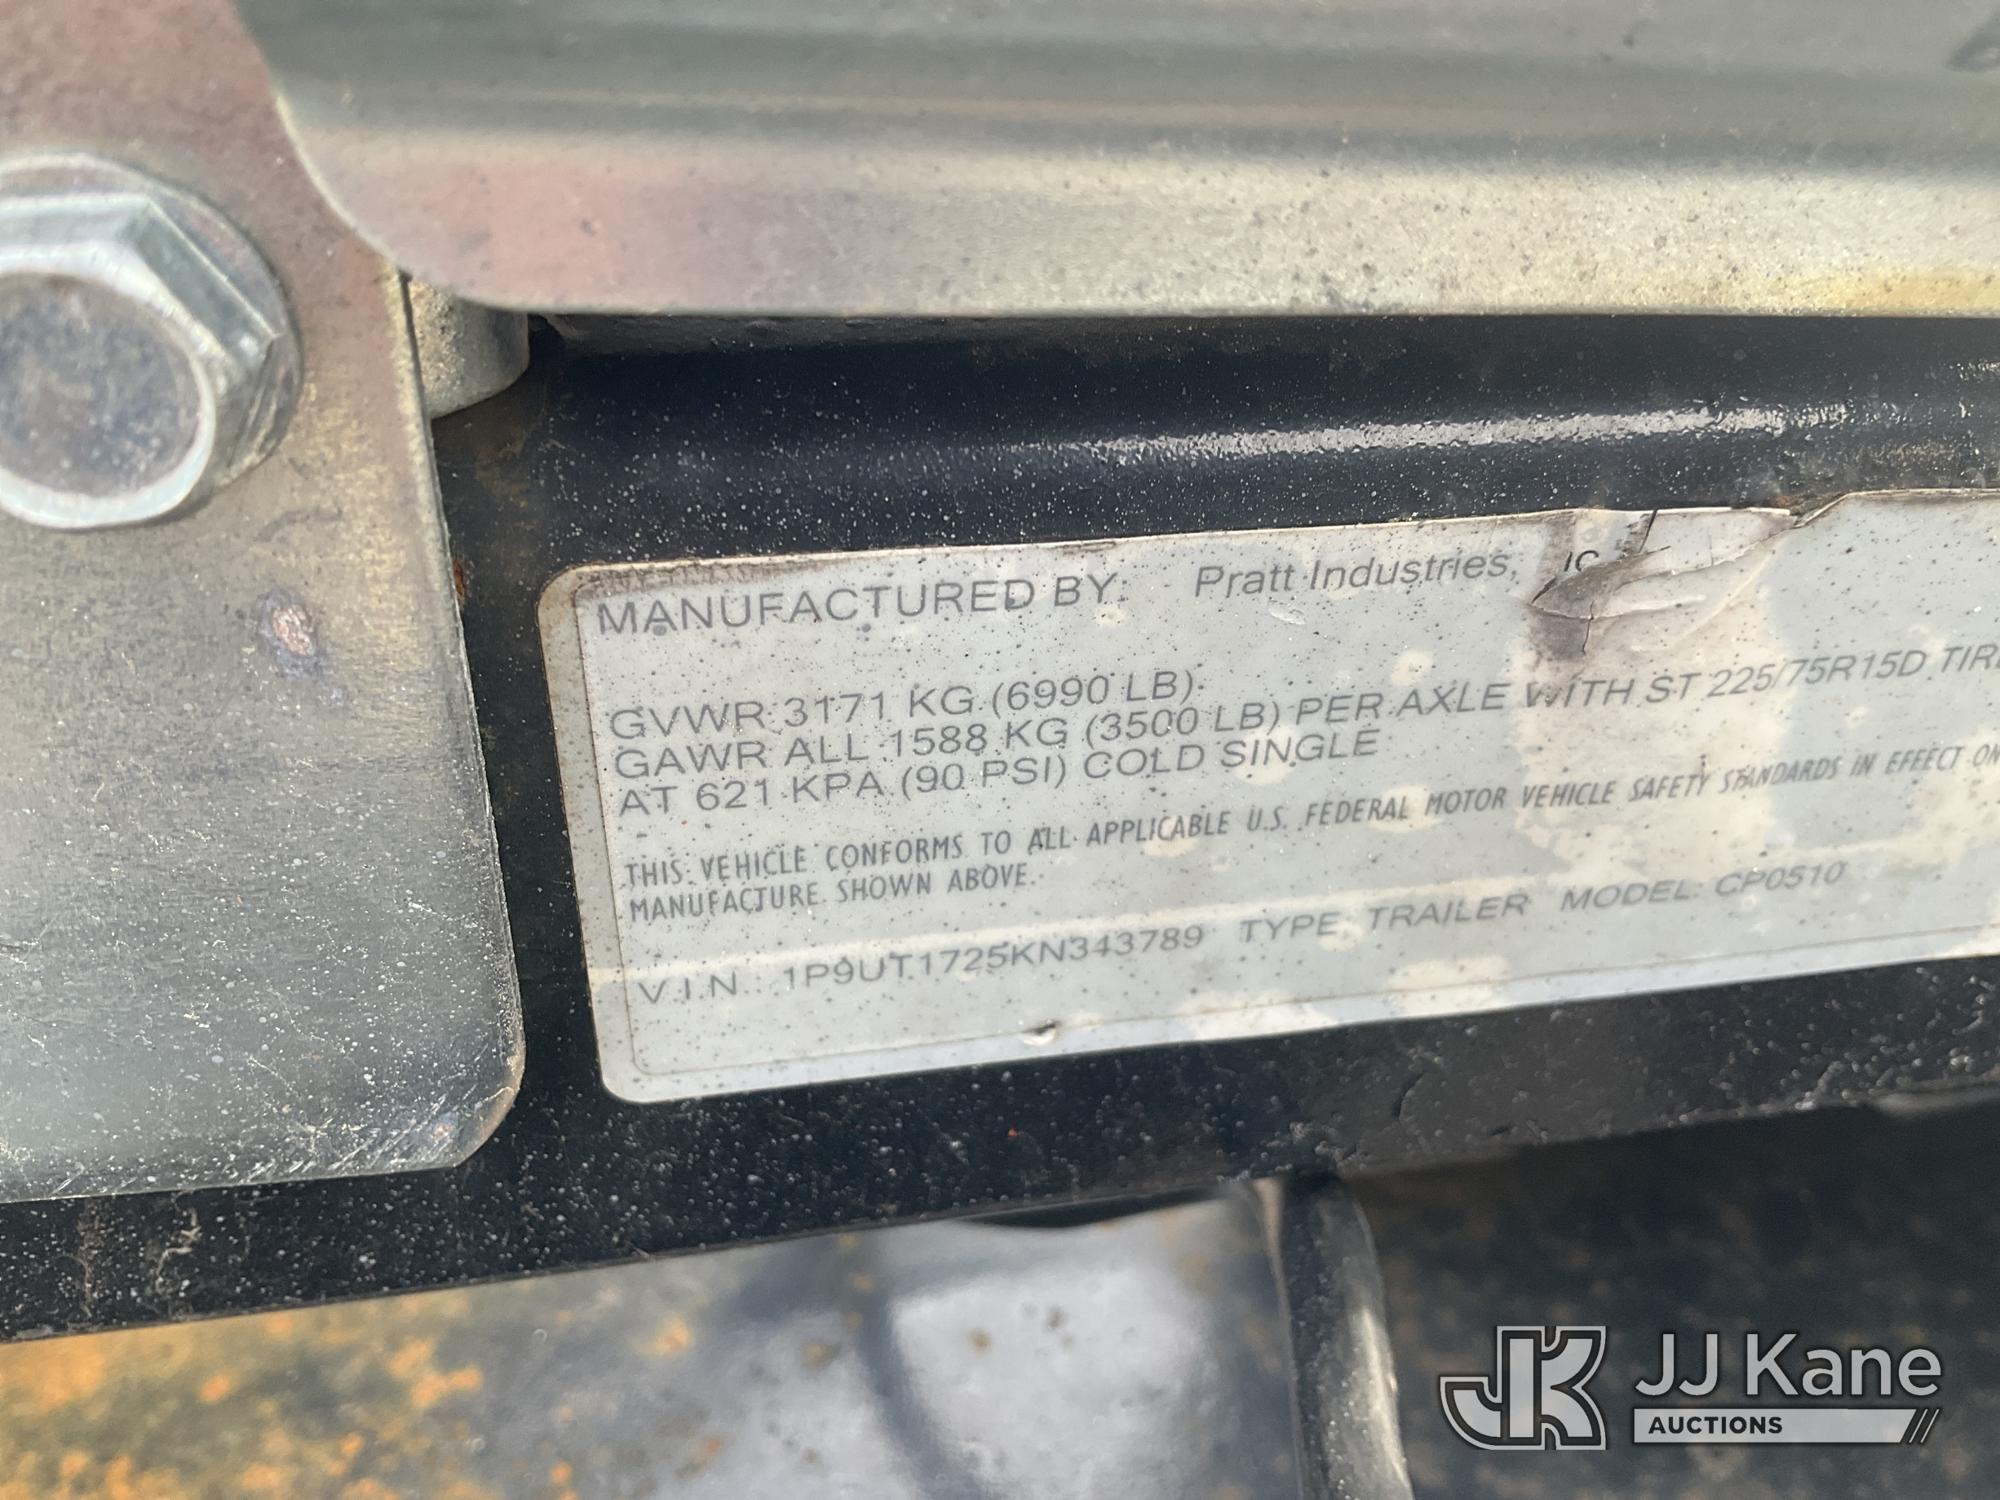 MANUFACTURED BY: Pratt Industries,
GVWR 3171 KG (6990 LB)
GAWR ALL 1588 KG (3500 LB) PER AXLE WITH ST 225/75R15D
AT 621 KPA (90 PSI) COLD SINGLE
THIS VEHICLE CONFORMS TO ALL APPLICABLE U.S. FEDERAL MOTOR VEHICLE SAFETY STANDARDS IN EFFECT ON
MANUFACTURE SHOWN ABOVE.
V.I.N.: 1P9UT1725KN343789 TYPE: TRAILER MODEL: CP0510
JK JJ Kane
AUCTIONS